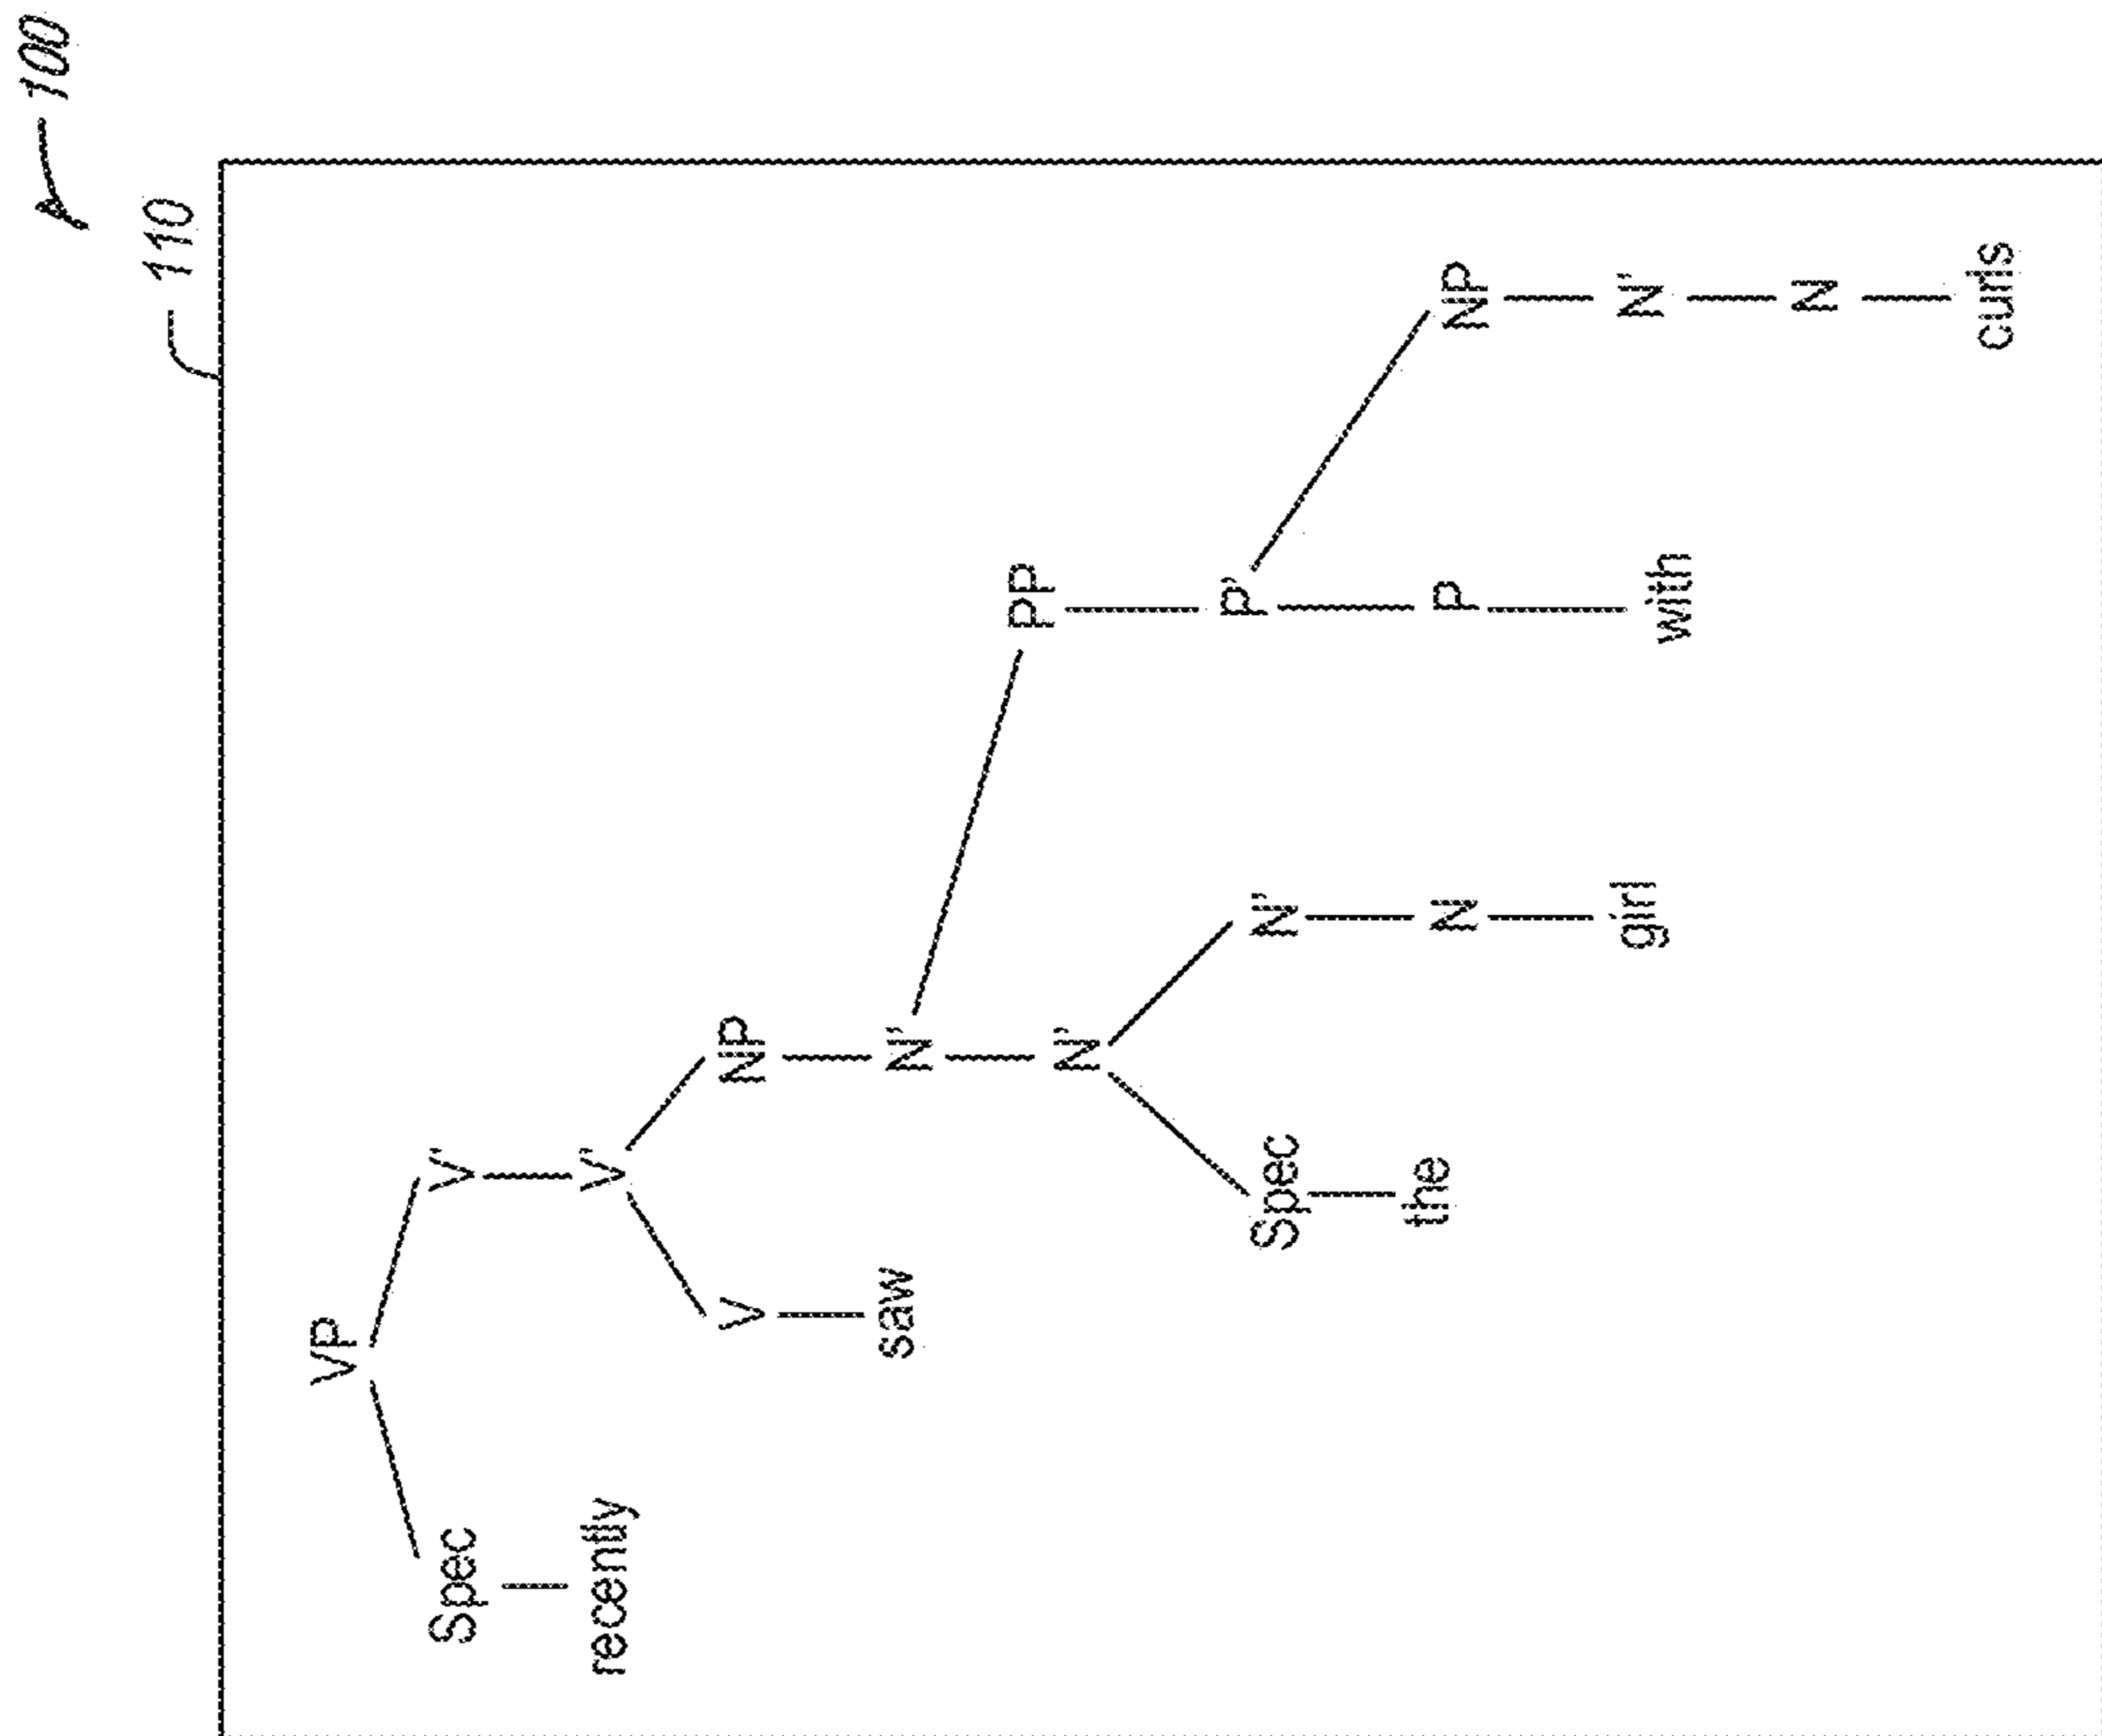 100
110
VP
Spec V'
recently V'
V NP
saw N'
PP
N'
Spec N' P'
the N P NP
girl with N'
N
curls